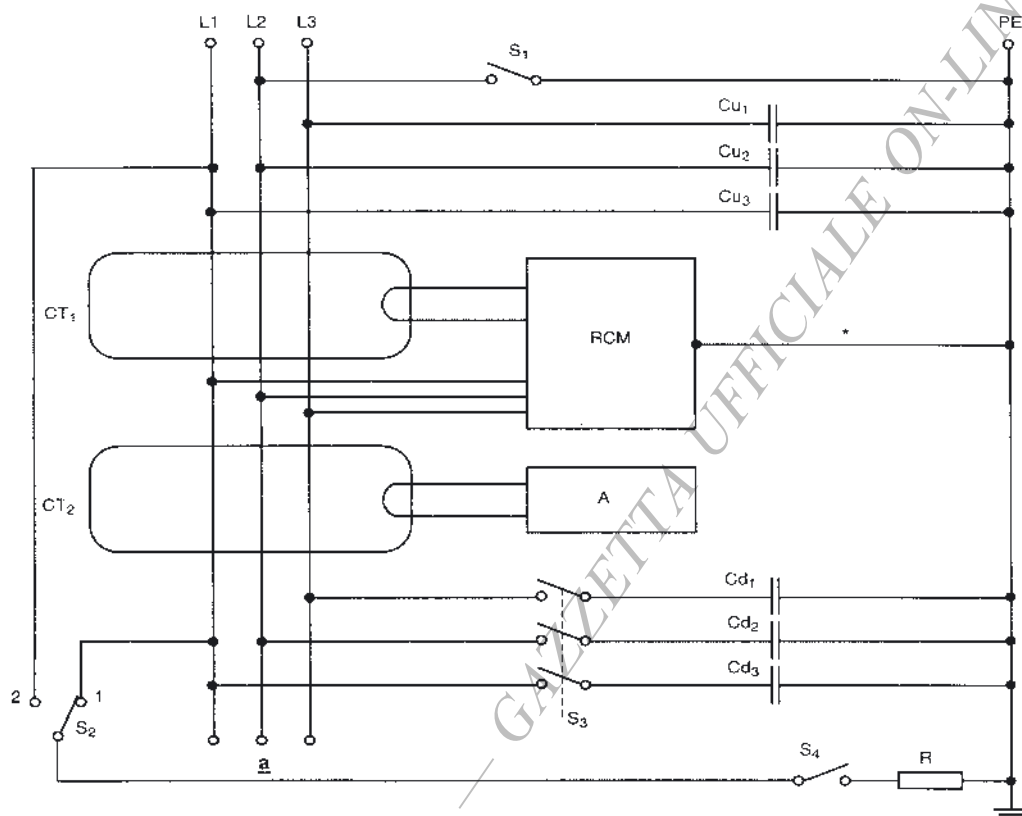 L1 L2 L3 PE
S1
Cu1
Cu2
Cu3
CT1
RCM
*
CT2
A
Cd1
Cd2
Cd3
2 1
S2
S3
a
S4
R
— GAZZETTA UFFICIALE ON-LIN